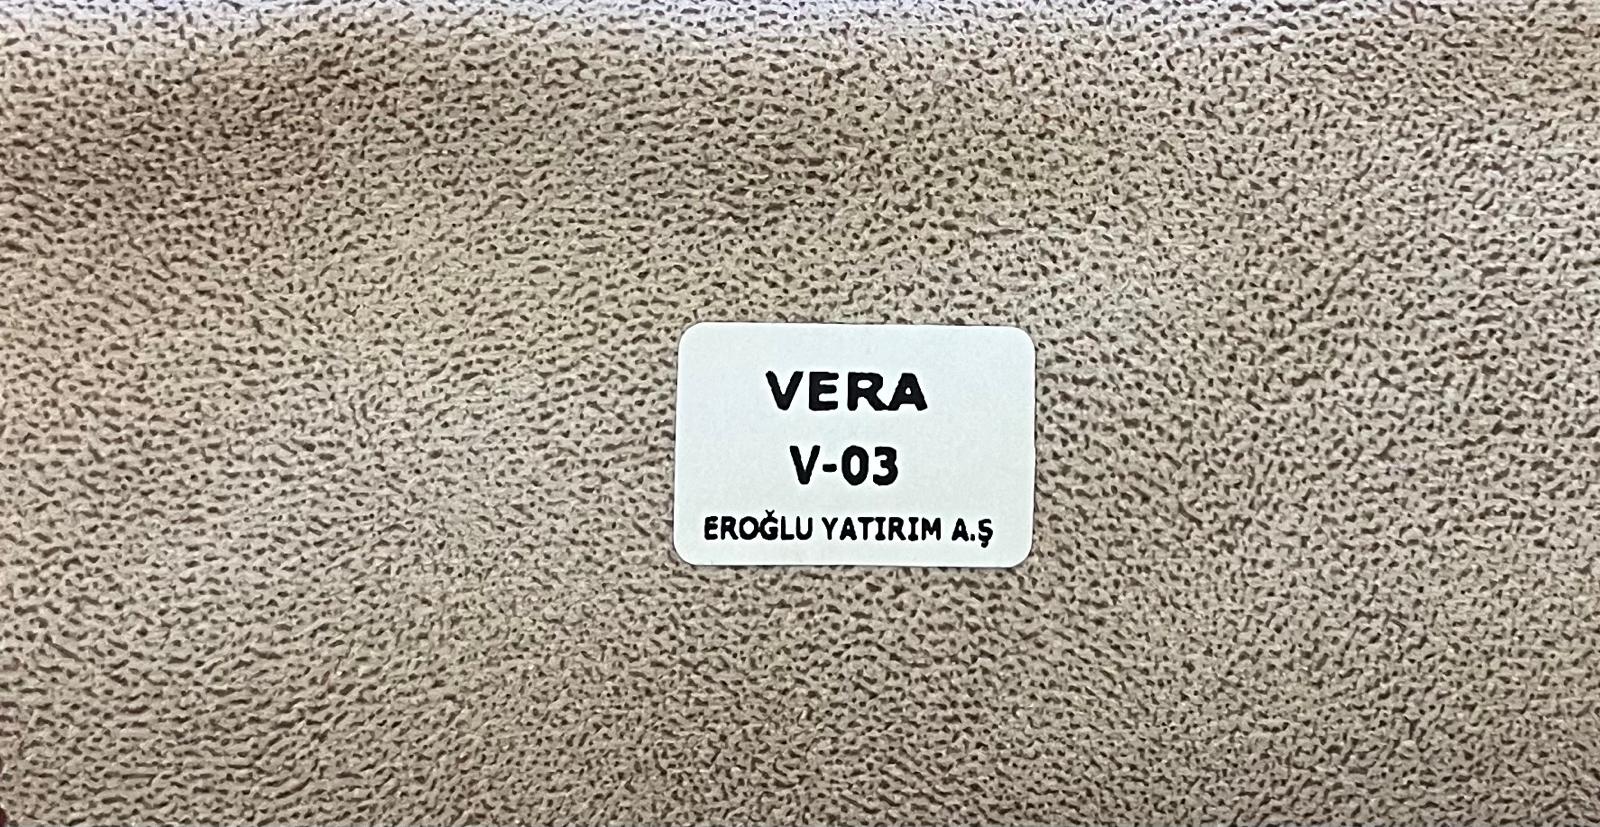 VERA
V-03
EROĞLU YATIRIM A.Ş